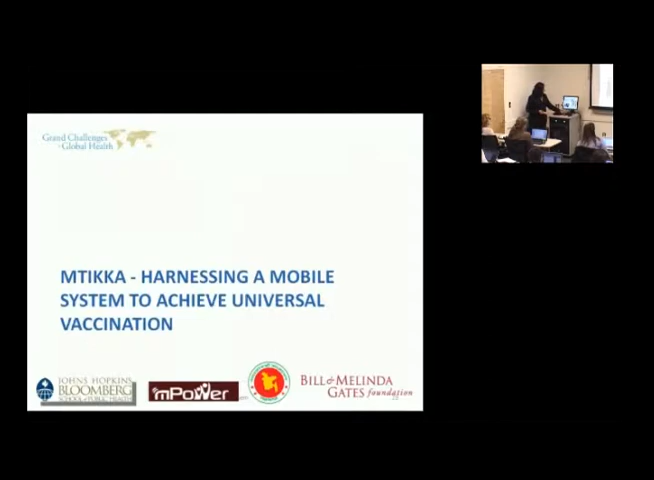 Grand Challenges
in Global Health
MTIKKA - HARNESSING A MOBILE
SYSTEM TO ACHIEVE UNIVERSAL
VACCINATION
JOHNS HOPKINS
BLOOMBERG
SCHOOL of PUBLIC HEALTH
mPower
BILL & MELINDA
GATES foundation